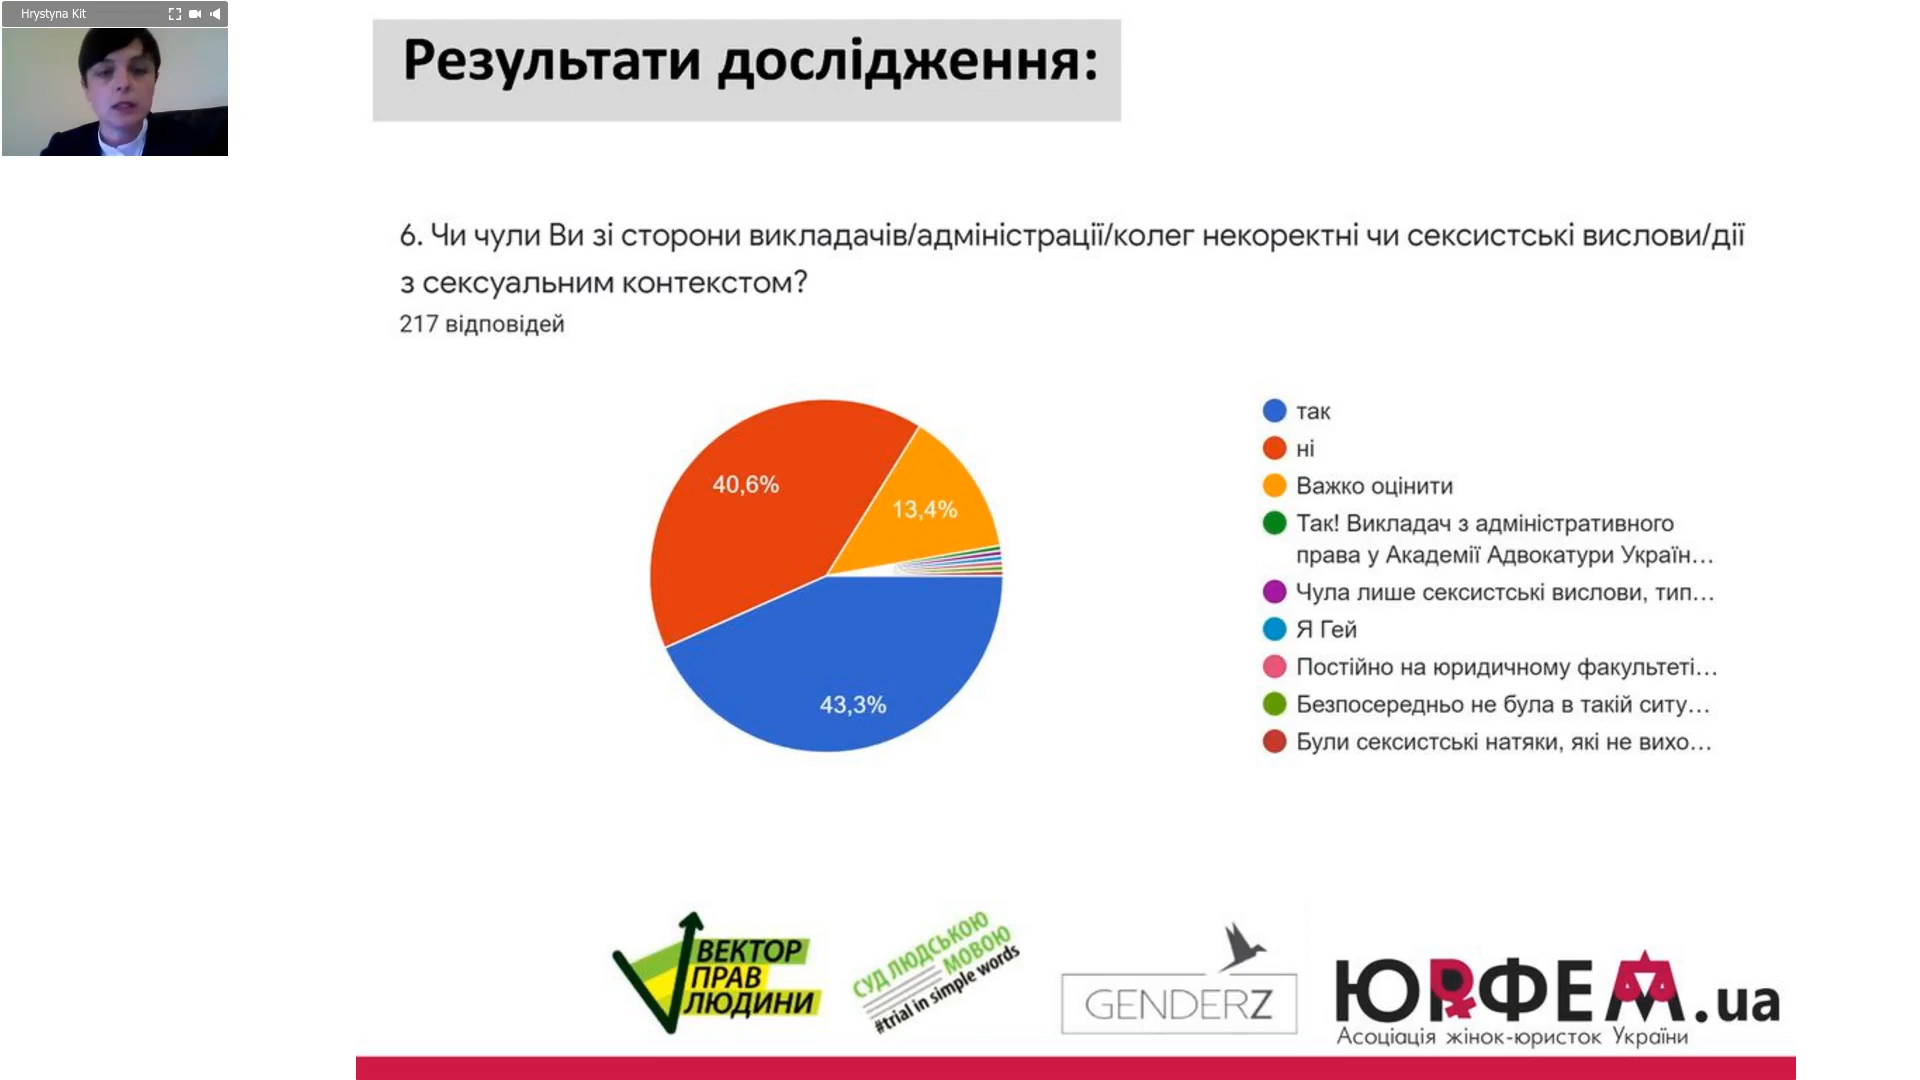 Hrystyna Kit
Результати дослідження:
6. Чи чули Ви зі сторони викладачів/адміністрації/колег некоректні чи сексистські вислови/дії
з сексуальним контекстом?
217 відповідей
40,6%
13,4%
43,3%
так
ні
Важко оцінити
Так! Викладач з адміністративного
права у Академії Адвокатури Україн...
Чула лише сексистські вислови, тип...
Я Гей
Постійно на юридичному факультеті...
Безпосередньо не була в такій ситу...
Були сексистські натяки, які не вихо...
ВЕКТОР
ПРАВ
ЛЮДИНИ
СУД ЛЮДСЬКОЮ
МОВОЮ
#trial in simple words
GENDERZ
ЮРФЕМ.ua
Асоціація жінок-юристок України